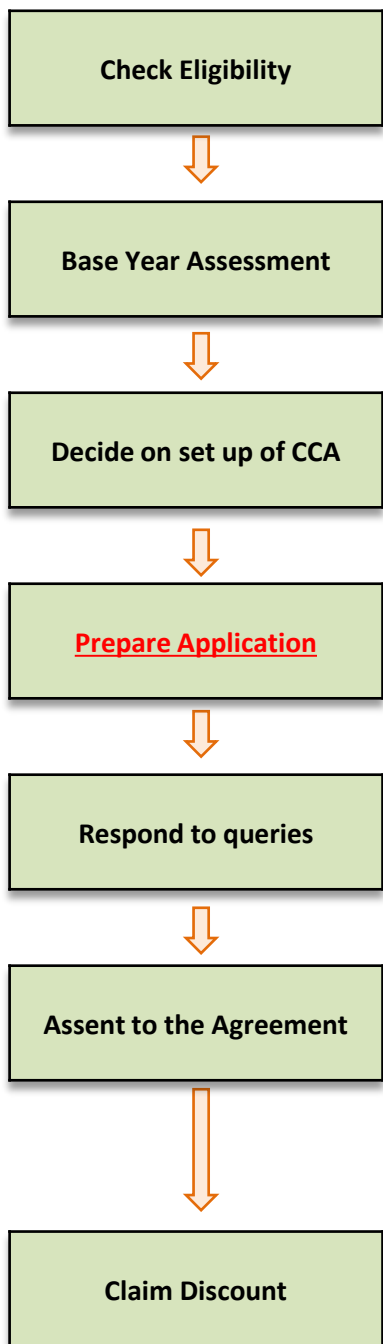 Check Eligibility
Base Year Assessment
Decide on set up of CCA
Prepare Application
Respond to queries
Assent to the Agreement
Claim Discount